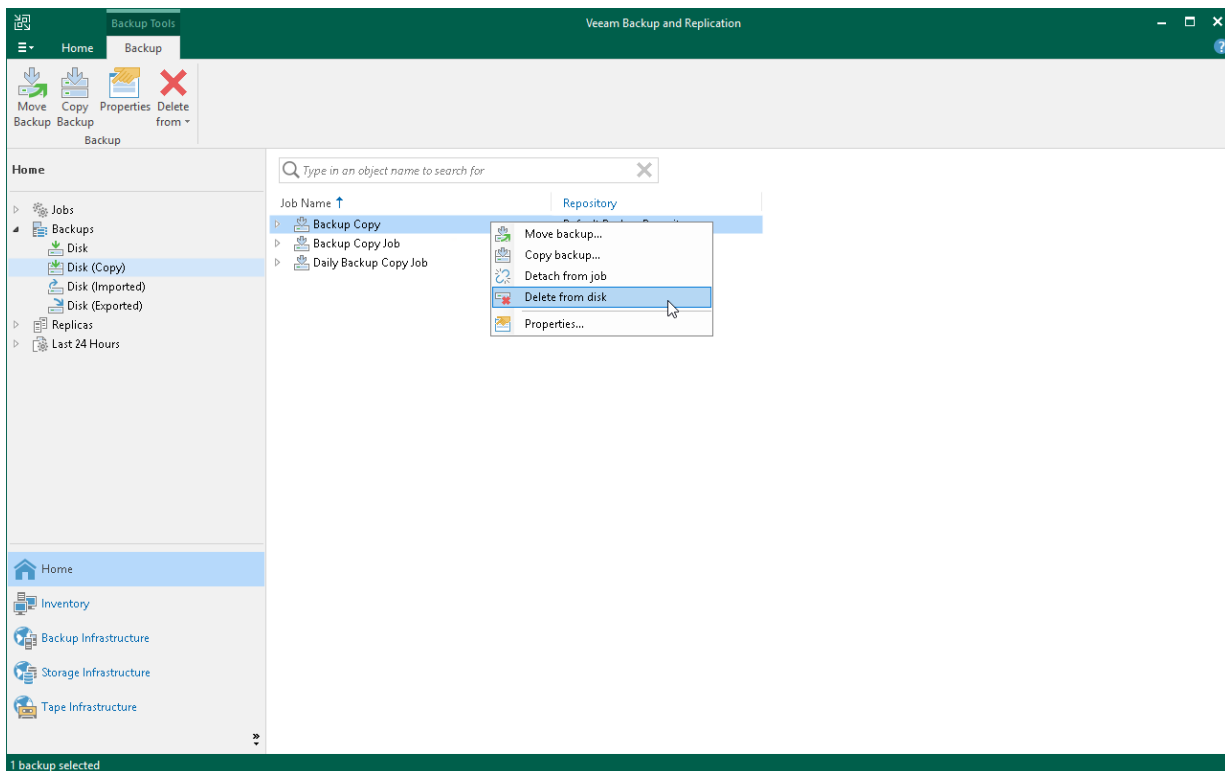 Backup Tools
Veeam Backup and Replication
Home
Backup
Move Backup
Copy Backup
Properties
Delete from
Backup
Home
Type in an object name to search for
Job Name
Repository
Jobs
Backups
Disk
Disk (Copy)
Disk (Imported)
Disk (Exported)
Replicas
Last 24 Hours
Backup Copy
Backup Copy Job
Daily Backup Copy Job
Move backup...
Copy backup...
Detach from job
Delete from disk
Properties...
Home
Inventory
Backup Infrastructure
Storage Infrastructure
Tape Infrastructure
1 backup selected